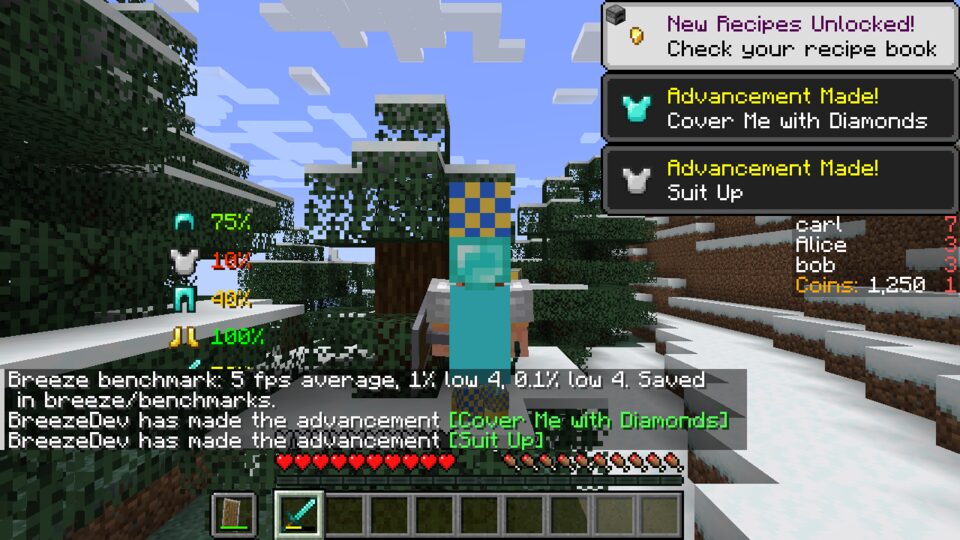 New Recipes Unlocked!
Check your recipe book
Advancement Made!
Cover Me with Diamonds
Advancement Made!
Suit Up
carl 7
Alice 3
bob 3
Coins: 1,250 1
75%
10%
40%
100%
Breeze benchmark: 5 fps average, 1% low 4, 0.1% low 4. Saved
in breeze/benchmarks.
BreezeDev has made the advancement [Cover Me with Diamonds]
BreezeDev has made the advancement [Suit Up]